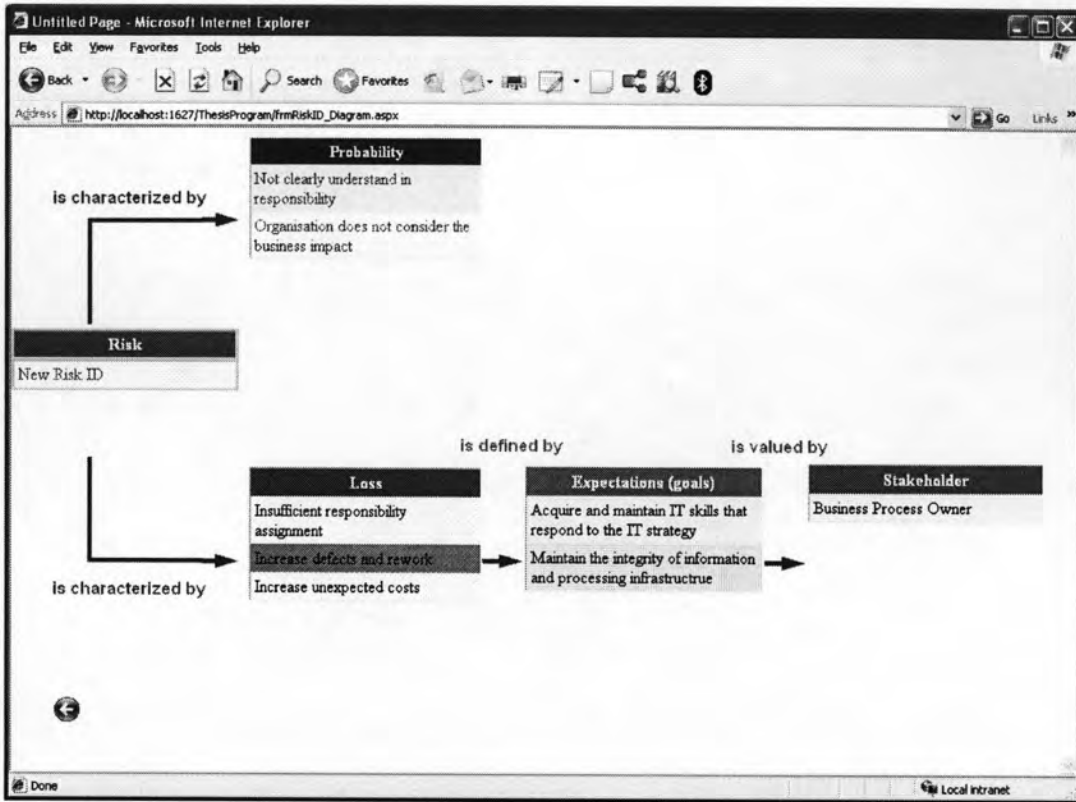 Untitled Page - Microsoft Internet Explorer
File Edit View Favorites Tools Help
Back Search Favorites
Address http://localhost:1627/ThesisProgram/frmRiskID_Diagram.aspx Go Links »
Probability
Not clearly understand in
responsibility
Organisation does not consider the
business impact
is characterized by
Risk
New Risk ID
is characterized by
Loss
Insufficient responsibility
assignment
Increase defects and rework
Increase unexpected costs
is defined by
Expectations (goals)
Acquire and maintain IT skills that
respond to the IT strategy
Maintain the integrity of information
and processing infrastructrue
is valued by
Stakeholder
Business Process Owner
Done Local intranet